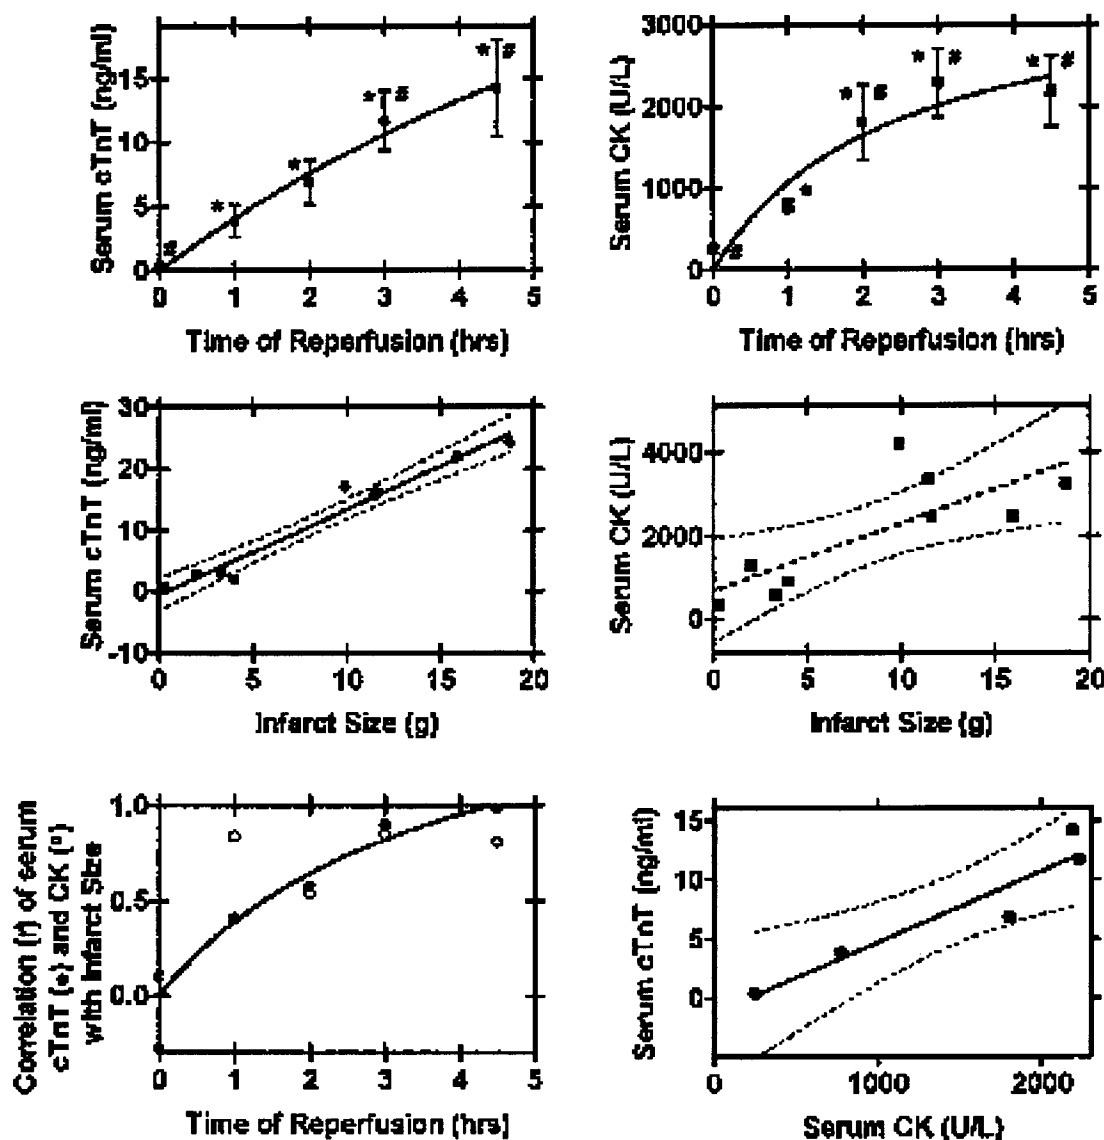 Serum cTnT (ng/ml)
15
10
5
0
* # * # * * #
0 1 2 3 4 5
Time of Reperfusion (hrs)
Serum CK (U/L)
3000
2000
1000
0
* # * # * # * #
0 1 2 3 4 5
Time of Reperfusion (hrs)
Serum cTnT (ng/ml)
30
20
10
0
-10
0 5 10 15 20
Infarct Size (g)
Serum CK (U/L)
4000
2000
0
0 5 10 15 20
Infarct Size (g)
Correlation (r) of serum
cTnT (●) and CK (º)
with Infarct Size
1.0
0.5
0.0
0 1 2 3 4 5
Time of Reperfusion (hrs)
Serum cTnT (ng/ml)
15
10
5
0
0 1000 2000
Serum CK (U/L)